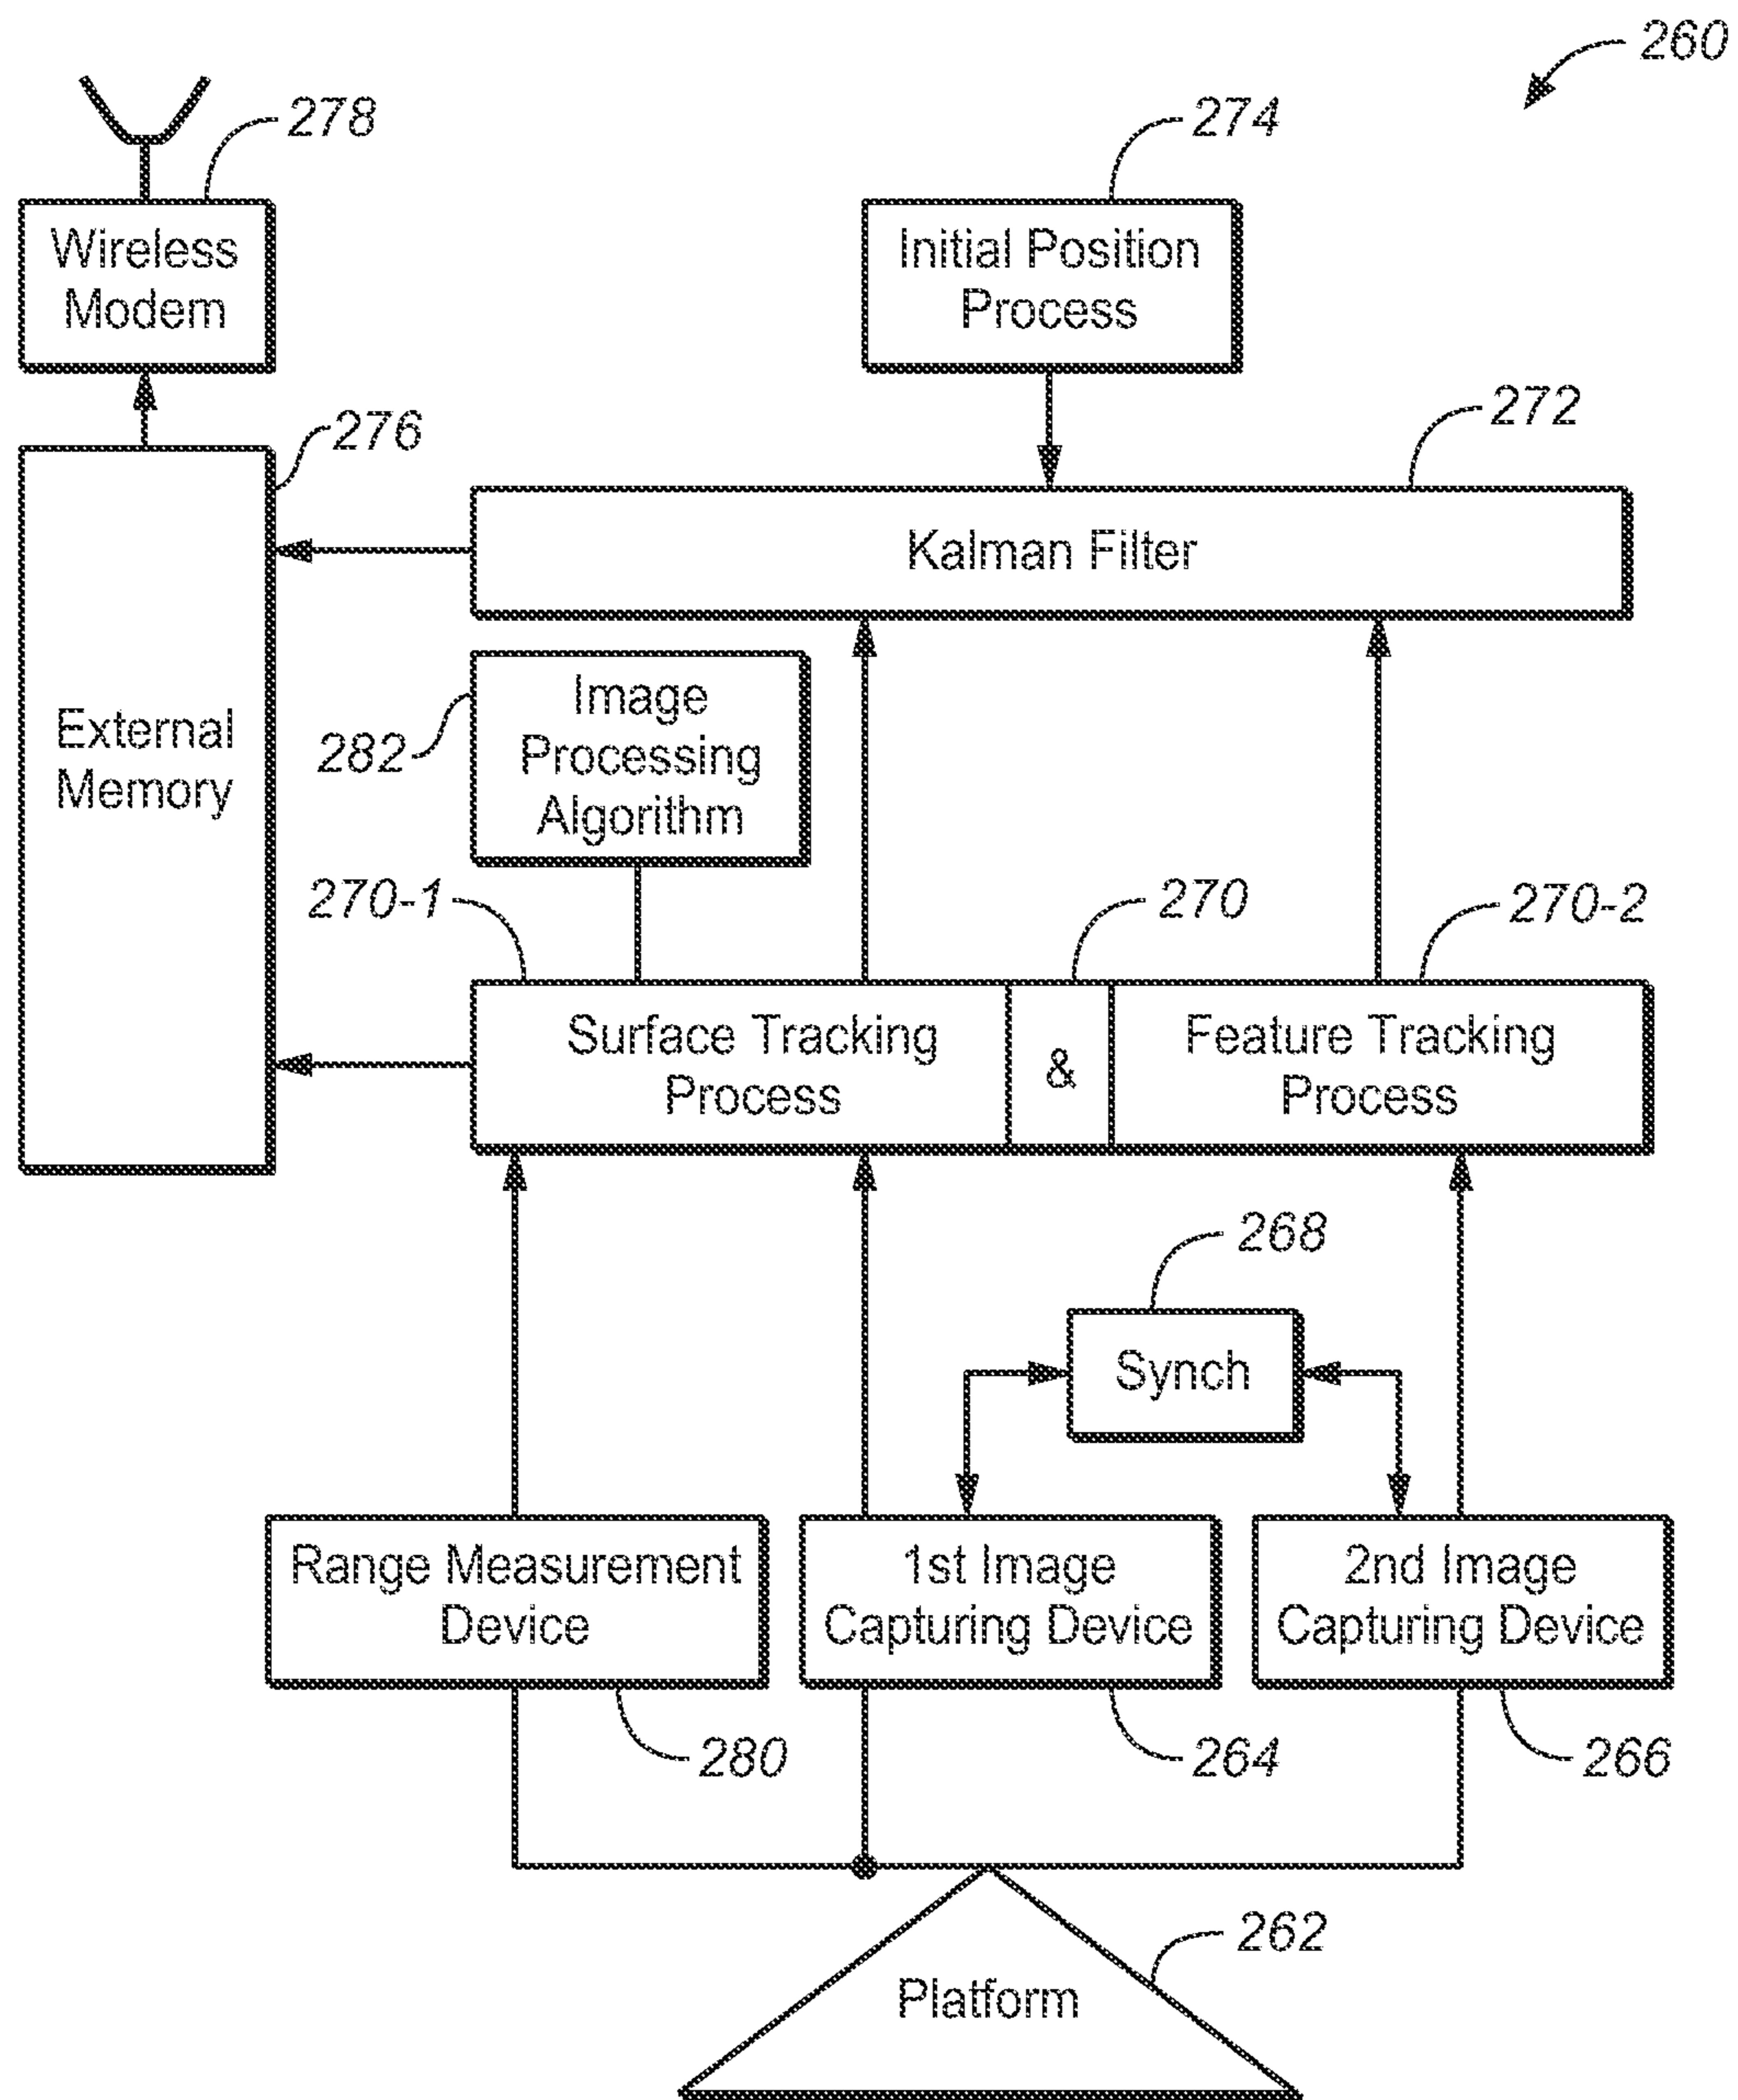 260
278
274
Wireless
Modem
Initial Position
Process
276
272
Kalman Filter
External
Memory
282
Image
Processing
Algorithm
270-1
270
270-2
Surface Tracking
Process
&
Feature Tracking
Process
268
Synch
Range Measurement
Device
1st Image
Capturing Device
2nd Image
Capturing Device
280
264
266
262
Platform